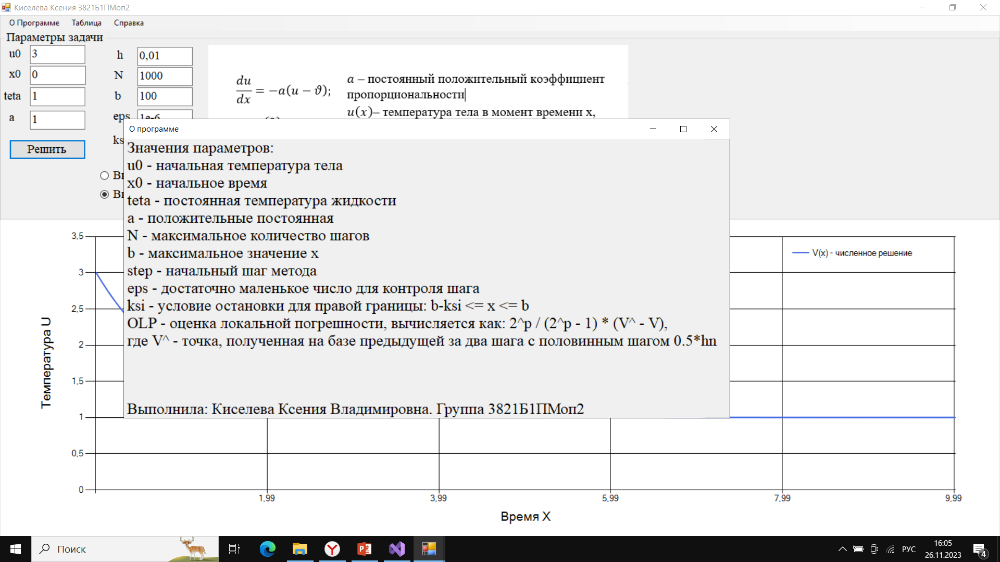 Киселева Ксения 3821Б1ПМоп2
О Программе Таблица Справка
Параметры задачи
u0 3 h 0,01
x0 0 N 1000
teta 1 b 100
a 1 eps 1e-6
ks
Решить
du/dx = −a(u − ϑ);
a – постоянный положительный коэффициент
пропорциональности
u(x)– температура тела в момент времени x,
О программе
Значения параметров:
u0 - начальная температура тела
x0 - начальное время
teta - постоянная температура жидкости
a - положительные постоянная
N - максимальное количество шагов
b - максимальное значение x
step - начальный шаг метода
eps - достаточно маленькое число для контроля шага
ksi - условие остановки для правой границы: b-ksi <= x <= b
OLP - оценка локальной погрешности, вычисляется как: 2^p / (2^p - 1) * (V^ - V),
где V^ - точка, полученная на базе предыдущей за два шага с половинным шагом 0.5*hn
Выполнила: Киселева Ксения Владимировна. Группа 3821Б1ПМоп2
V(x) - численное решение
Температура U
3,5
3
2,5
2
1,5
1
0,5
0
1,99 3,99 5,99 7,99 9,99
Время X
Поиск
РУС
16:05
26.11.2023
4